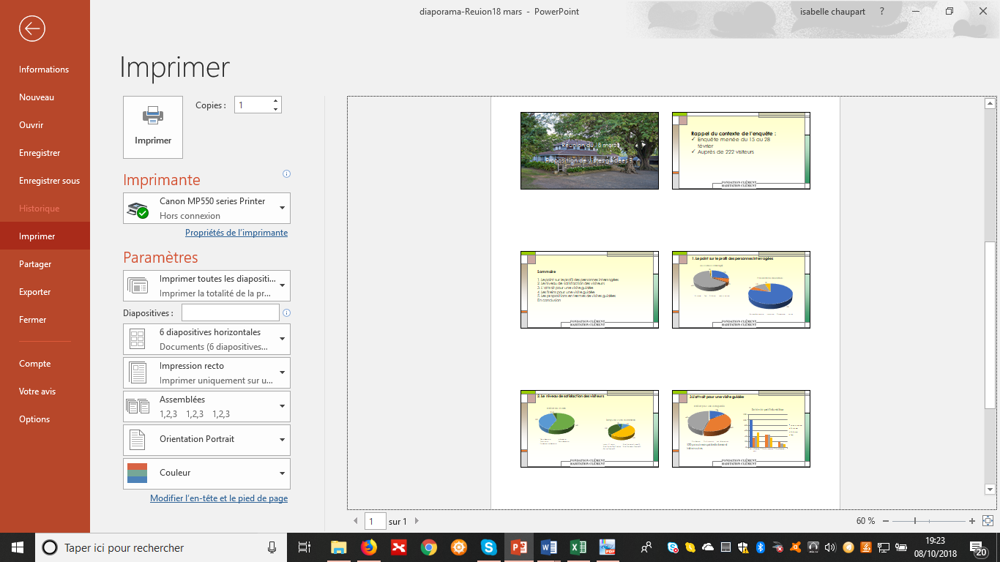 diaporama-Reuion18 mars - PowerPoint
isabelle chaupart
?
Informations
Nouveau
Ouvrir
Enregistrer
Enregistrer sous
Historique
Imprimer
Partager
Exporter
Fermer
Compte
Votre avis
Options
Imprimer
Imprimer
Copies :
1
Imprimante
Canon MP550 series Printer
Hors connexion
Propriétés de l'imprimante
Paramètres
Imprimer toutes les diapositi...
Imprimer la totalité de la pr...
Diapositives :
6 diapositives horizontales
Documents (6 diapositives...
Impression recto
Imprimer uniquement sur u...
Assemblées
1,2,3 1,2,3 1,2,3
Orientation Portrait
Couleur
Modifier l'en-tête et le pied de page
Réunion du 18 mars
Proposition de visites guidées ?
Rappel du contexte de l'enquête :
Enquête menée du 15 au 28
février
Auprès de 222 visiteurs
FONDATION CLÉMENT
HABITATION CLÉMENT
Sommaire
1. Le point sur le profil des personnes interrogées
2. Le niveau de satisfaction des visiteurs
3. L'attrait pour une visite guidée
4. Les freins pour une visite guidée
5. Les propositions en termes de visites guidées
En conclusion
FONDATION CLÉMENT
HABITATION CLÉMENT
1. Le point sur le profil des personnes interrogées
FONDATION CLÉMENT
HABITATION CLÉMENT
2. Le niveau de satisfaction des visiteurs
FONDATION CLÉMENT
HABITATION CLÉMENT
3.L'attrait pour une visite guidée
FONDATION CLÉMENT
HABITATION CLÉMENT
1 sur 1
60 %
Taper ici pour rechercher
19:23
08/10/2018
20